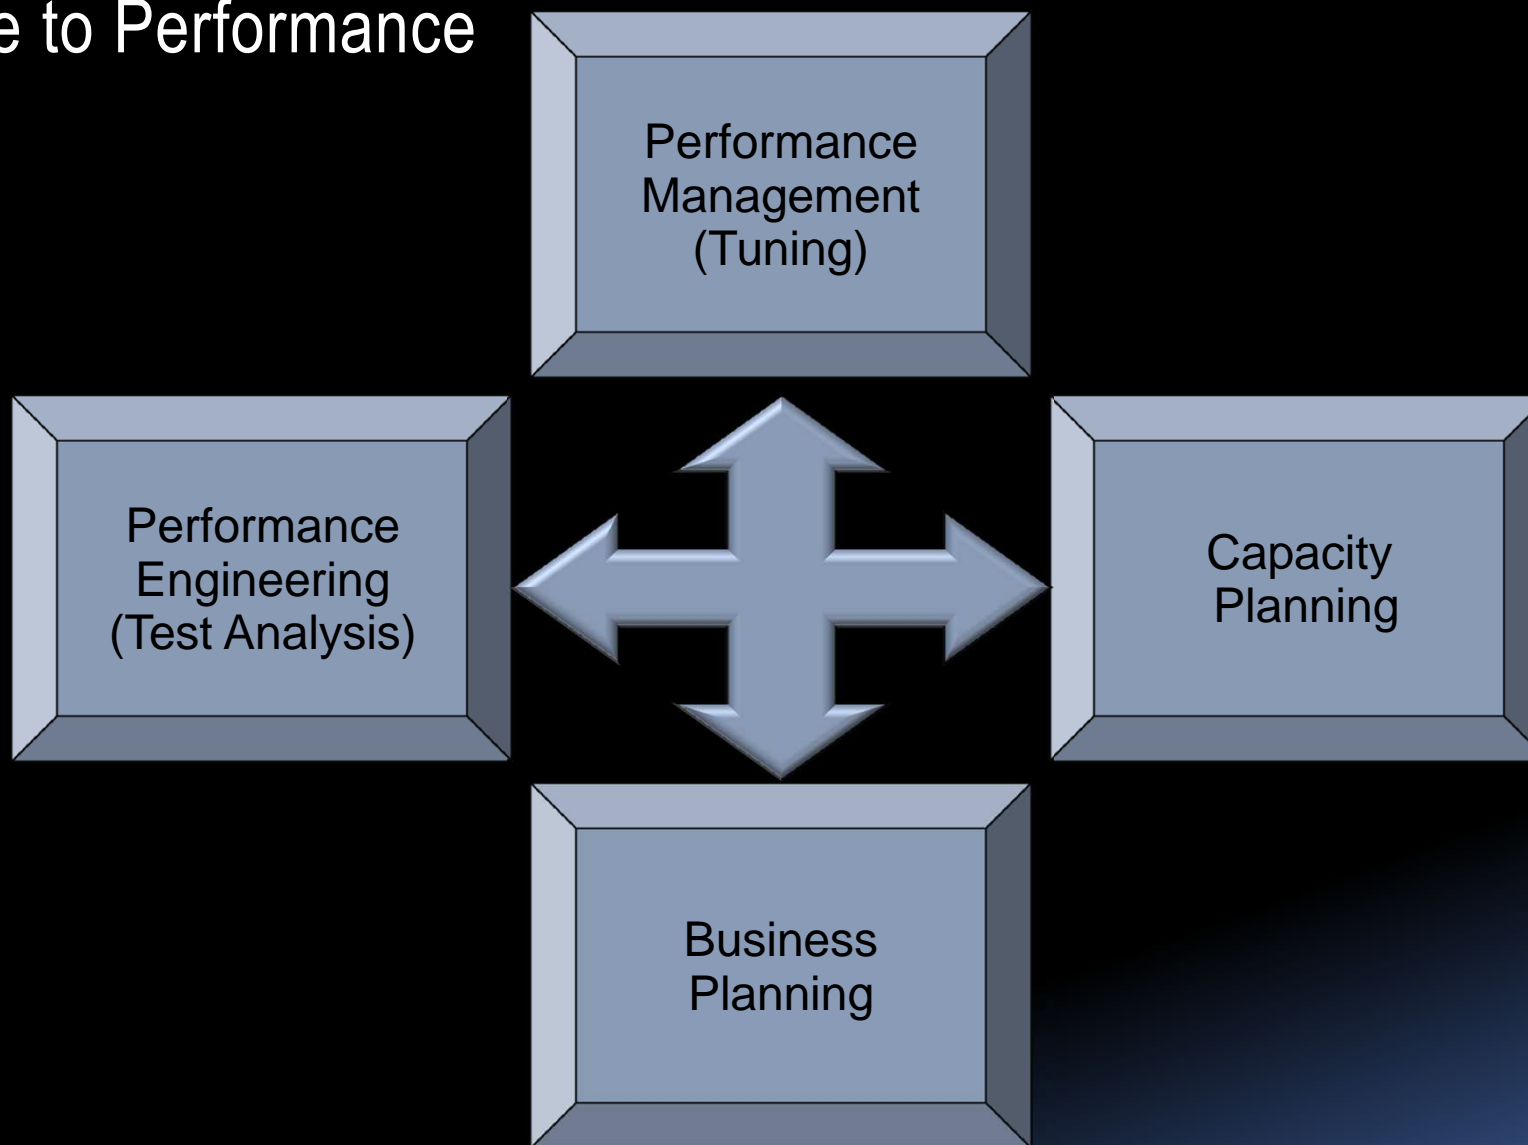 e to Performance
Performance
Management
(Tuning)
Performance
Engineering
(Test Analysis)
Capacity
Planning
Business
Planning